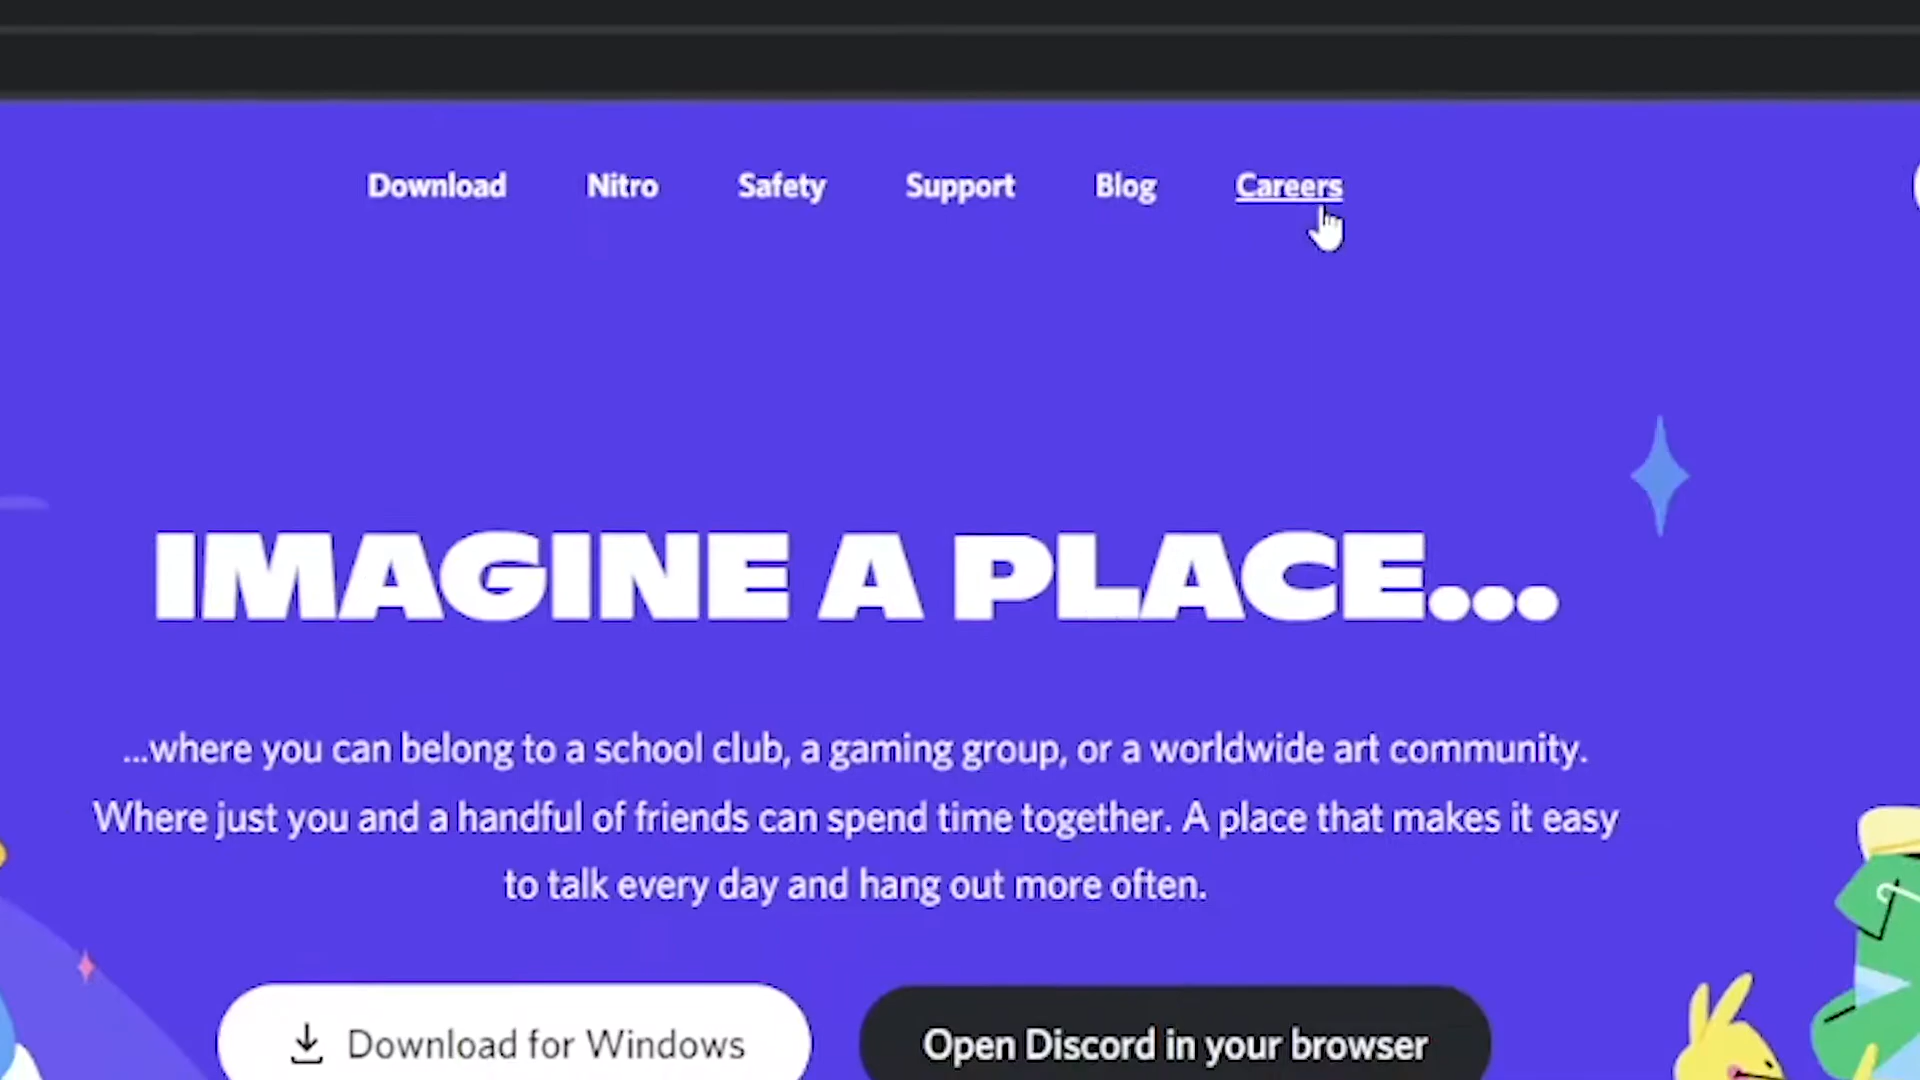 Download Nitro Safety Support Blog Careers
IMAGINE A PLACE...
...where you can belong to a school club, a gaming group, or a worldwide art community.
Where just you and a handful of friends can spend time together. A place that makes it easy
to talk every day and hang out more often.
Download for Windows
Open Discord in your browser